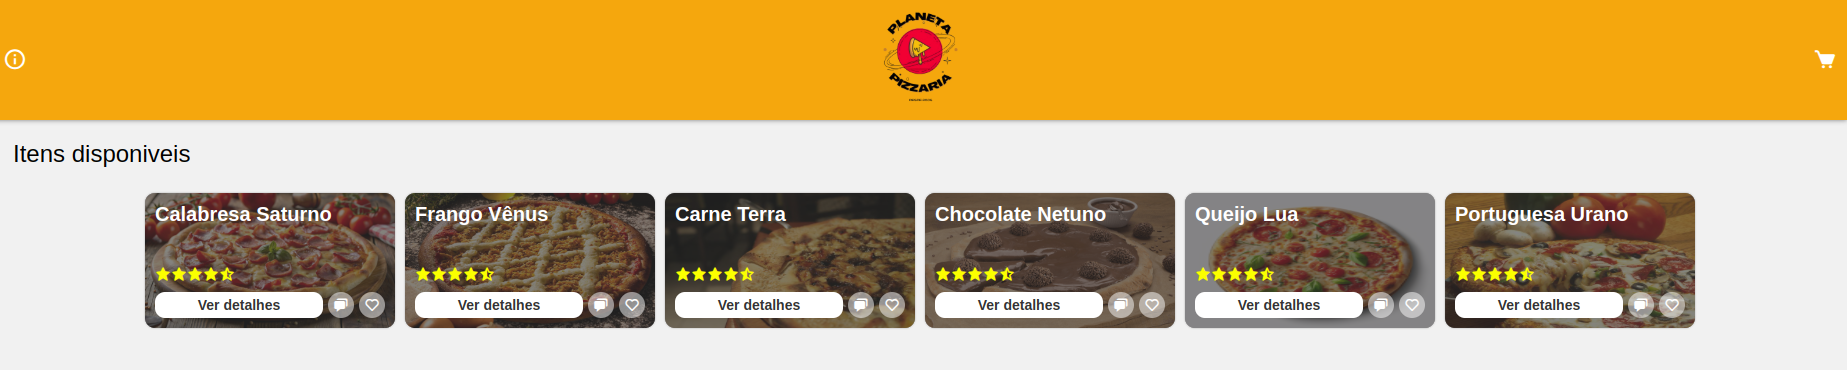 PLANETA
PIZZARIA
Itens disponiveis
Calabresa Saturno
Ver detalhes
Frango Vênus
Ver detalhes
Carne Terra
Ver detalhes
Chocolate Netuno
Ver detalhes
Queijo Lua
Ver detalhes
Portuguesa Urano
Ver detalhes